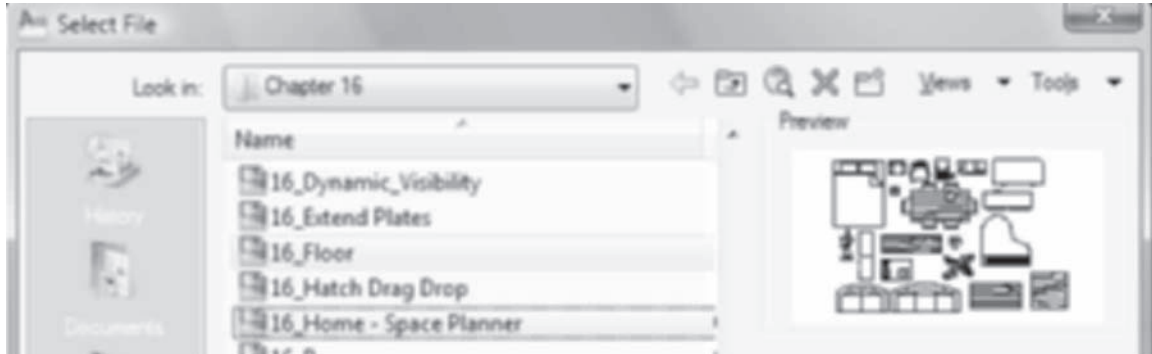 Select File
Look in: Chapter 16 Views Tools
Preview
Name
16_Dynamic_Visibility
16_Extend Plates
History
16_Floor
16_Hatch Drag Drop
16_Home - Space Planner
Documents